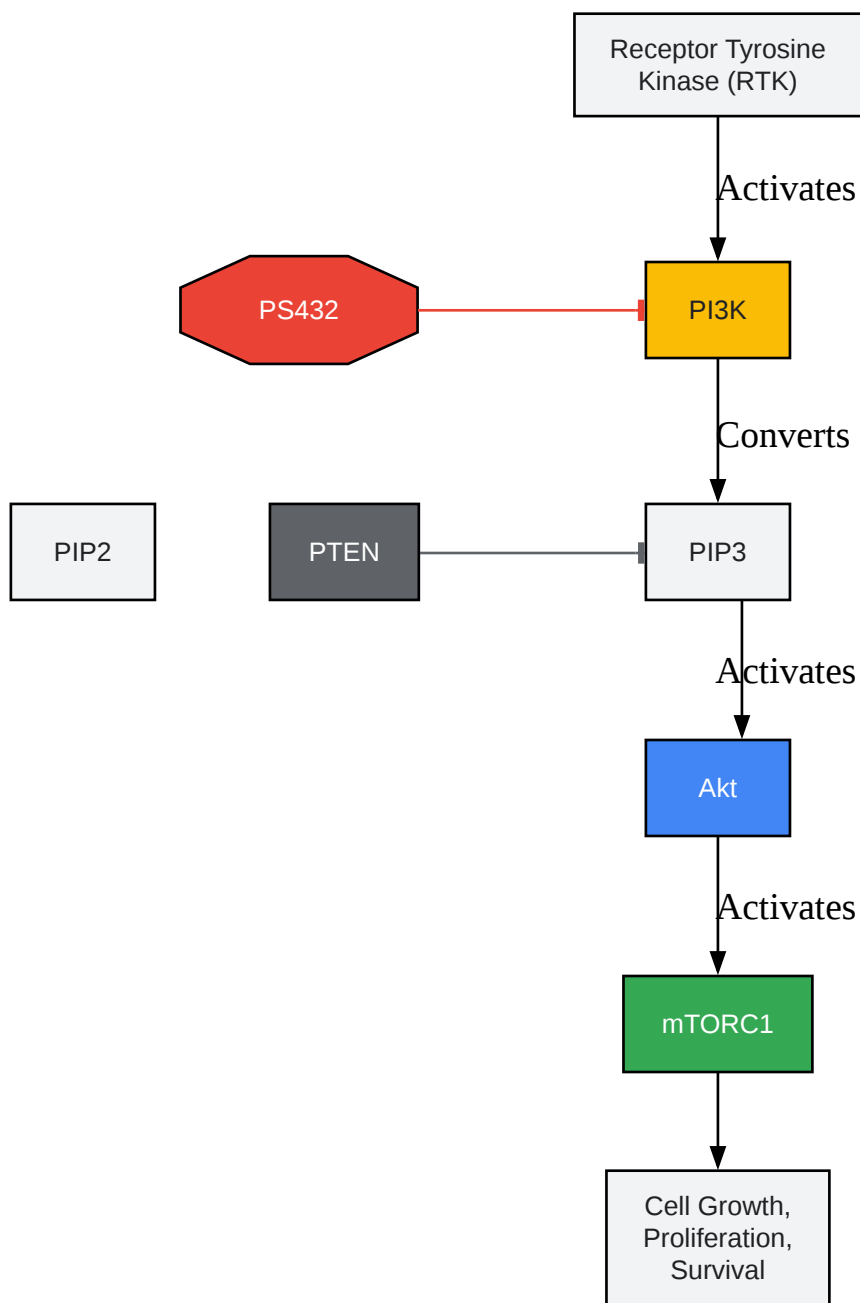 Receptor Tyrosine
Kinase (RTK)
Activates
PS432
PI3K
Converts
PIP2
PTEN
PIP3
Activates
Akt
Activates
mTORC1
Cell Growth,
Proliferation,
Survival